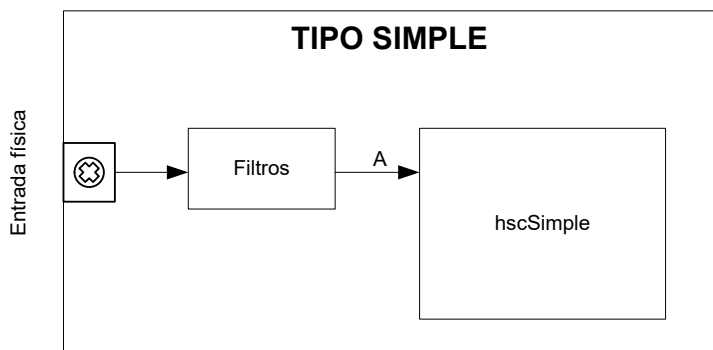 TIPO SIMPLE
Entrada física
Filtros
A
hscSimple